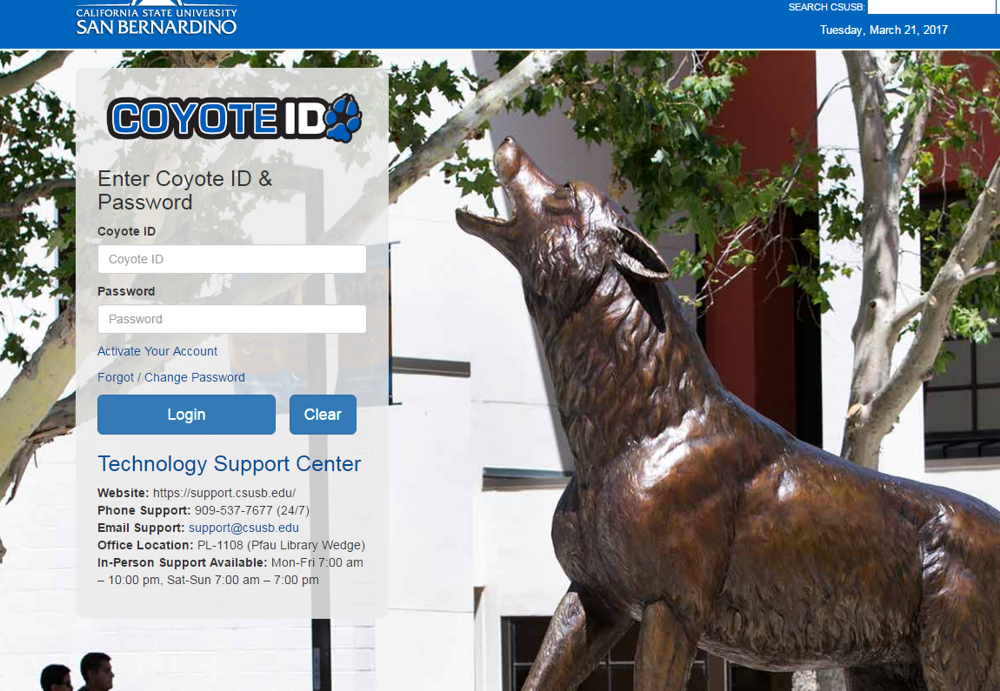 CALIFORNIA STATE UNIVERSITY
SAN BERNARDINO
SEARCH CSUSB:
Tuesday, March 21, 2017
COYOTE ID
Enter Coyote ID &
Password
Coyote ID
Coyote ID
Password
Password
Activate Your Account
Forgot / Change Password
Login
Clear
Technology Support Center
Website: https://support.csusb.edu/
Phone Support: 909-537-7677 (24/7)
Email Support: support@csusb.edu
Office Location: PL-1108 (Pfau Library Wedge)
In-Person Support Available: Mon-Fri 7:00 am
– 10:00 pm, Sat-Sun 7:00 am – 7:00 pm